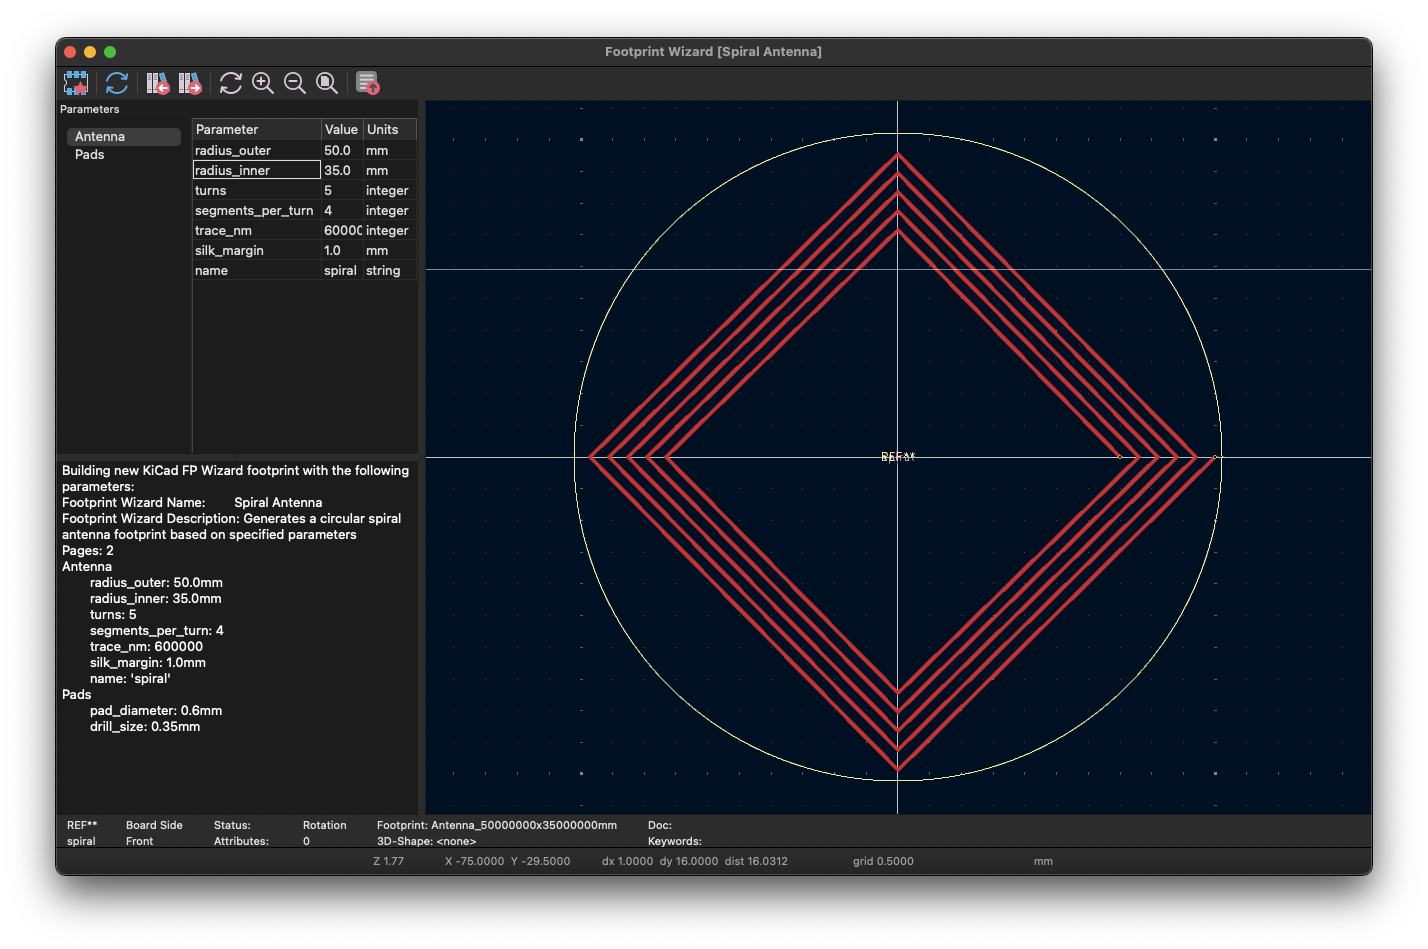 Footprint Wizard [Spiral Antenna]
Parameters
Antenna
Pads
Parameter Value Units
radius_outer 50.0 mm
radius_inner 35.0 mm
turns 5 integer
segments_per_turn 4 integer
trace_nm 60000 integer
silk_margin 1.0 mm
name spiral string
REF**
Building new KiCad FP Wizard footprint with the following
parameters:
Footprint Wizard Name: Spiral Antenna
Footprint Wizard Description: Generates a circular spiral
antenna footprint based on specified parameters
Pages: 2
Antenna
radius_outer: 50.0mm
radius_inner: 35.0mm
turns: 5
segments_per_turn: 4
trace_nm: 600000
silk_margin: 1.0mm
name: 'spiral'
Pads
pad_diameter: 0.6mm
drill_size: 0.35mm
REF** Board Side Status: Rotation Footprint: Antenna_50000000x35000000mm Doc:
spiral Front Attributes: 0 3D-Shape: <none> Keywords:
Z 1.77 X -75.0000 Y -29.5000 dx 1.0000 dy 16.0000 dist 16.0312 grid 0.5000 mm